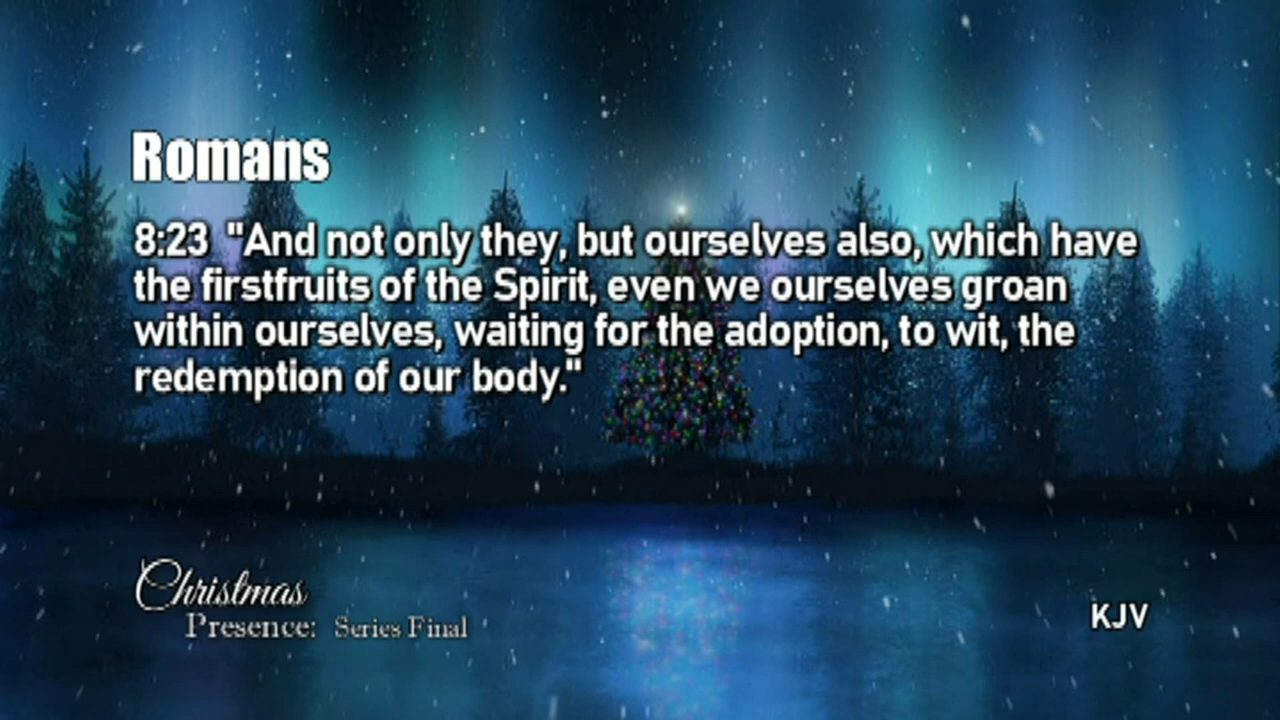 Romans
8:23 "And not only they, but ourselves also, which have
the firstfruits of the Spirit, even we ourselves groan
within ourselves, waiting for the adoption, to wit, the
redemption of our body."
Christmas
Presence: Series Final
KJV